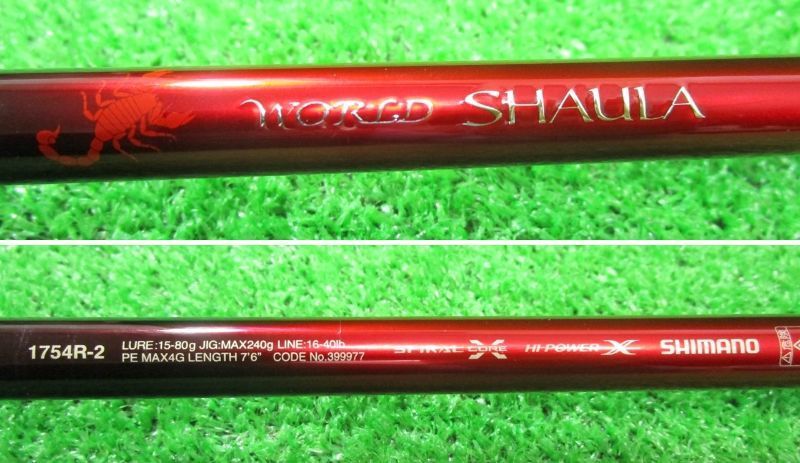 WORLD SHAULA
1754R-2
LURE:15-80g JIG:MAX240g LINE:16-40lb
PE MAX4G LENGTH 7'6" CODE No.399977
SPIRAL X CORE
HI-POWER X
SHIMANO